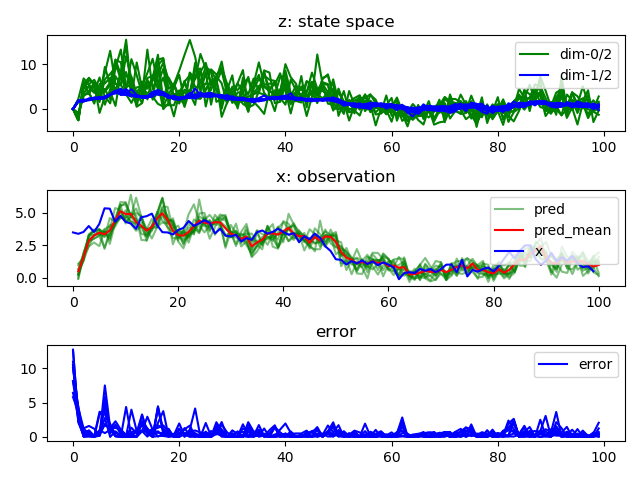 z: state space
10
0
dim-0/2
dim-1/2
0 20 40 60 80 100
x: observation
5.0
2.5
0.0
pred
pred_mean
x
0 20 40 60 80 100
error
10
5
0
error
0 20 40 60 80 100